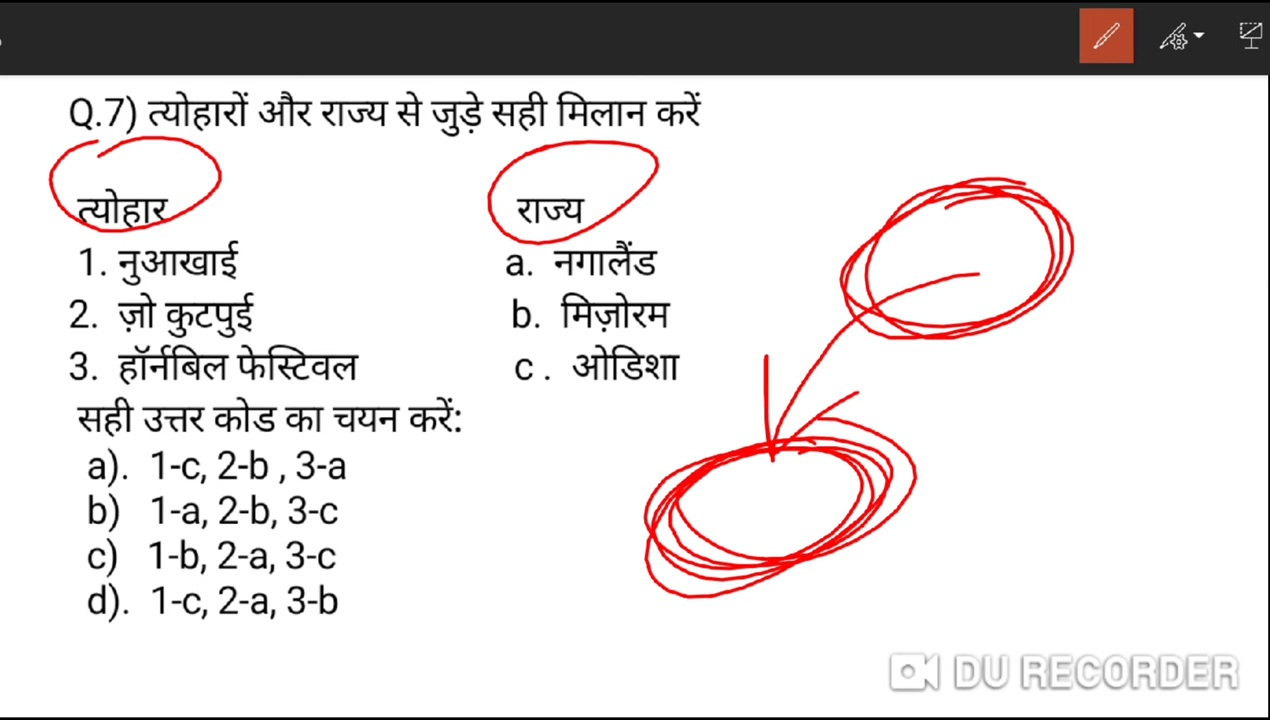 Q.7) त्योहारों और राज्य से जुड़े सही मिलान करें
त्योहार राज्य
1. नुआखाई a. नगालैंड
2. ज़ो कुटपुई b. मिज़ोरम
3. हॉर्नबिल फेस्टिवल c . ओडिशा
सही उत्तर कोड का चयन करें:
a). 1-c, 2-b , 3-a
b) 1-a, 2-b, 3-c
c) 1-b, 2-a, 3-c
d). 1-c, 2-a, 3-b
DU RECORDER